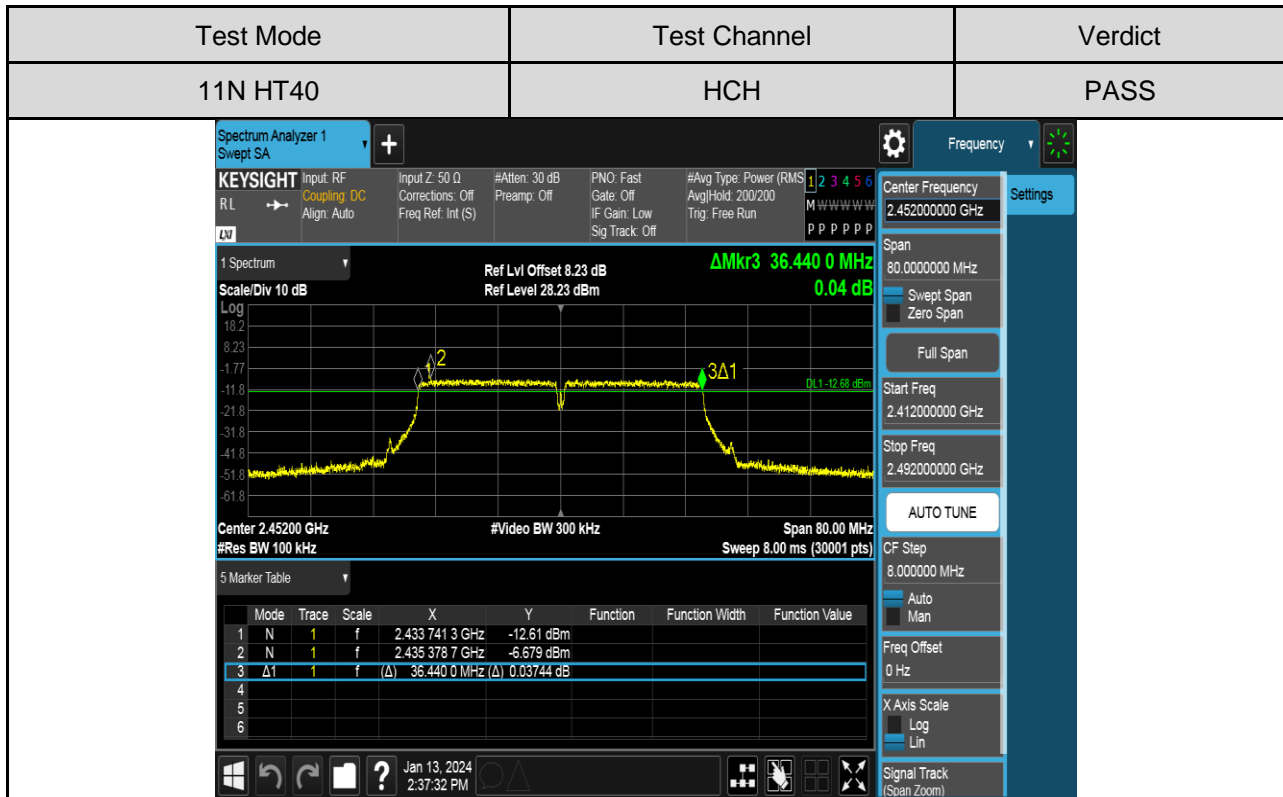 Test Mode Test Channel Verdict
11N HT40 HCH PASS
Spectrum Analyzer 1
Swept SA
+
Frequency
KEYSIGHT Input: RF Input Z: 50 Ω #Atten: 30 dB PNO: Fast #Avg Type: Power (RMS 1 2 3 4 5 6
RL Coupling: DC Corrections: Off Preamp: Off Gate: Off Avg|Hold: 200/200 M W W W W W
Align: Auto Freq Ref: Int (S) IF Gain: Low Trig: Free Run
LXI Sig Track: Off P P P P P P
Center Frequency
2.452000000 GHz
Settings
Span
80.0000000 MHz
Swept Span
Zero Span
Full Span
Start Freq
2.412000000 GHz
Stop Freq
2.492000000 GHz
AUTO TUNE
CF Step
8.000000 MHz
Auto
Man
Freq Offset
0 Hz
X Axis Scale
Log
Lin
Signal Track
(Span Zoom)
1 Spectrum
Ref Lvl Offset 8.23 dB ΔMkr3 36.440 0 MHz
Scale/Div 10 dB Ref Level 28.23 dBm 0.04 dB
Log
18.2
8.23
-1.77
-11.8
-21.8
-31.8
-41.8
-51.8
-61.8
1
2
3Δ1
DL1 -12.68 dBm
Center 2.45200 GHz #Video BW 300 kHz Span 80.00 MHz
#Res BW 100 kHz Sweep 8.00 ms (30001 pts)
5 Marker Table
Mode Trace Scale X Y Function Function Width Function Value
1 N 1 f 2.433 741 3 GHz -12.61 dBm
2 N 1 f 2.435 378 7 GHz -6.679 dBm
3 Δ1 1 f (Δ) 36.440 0 MHz (Δ) 0.03744 dB
4
5
6
?
Jan 13, 2024
2:37:32 PM